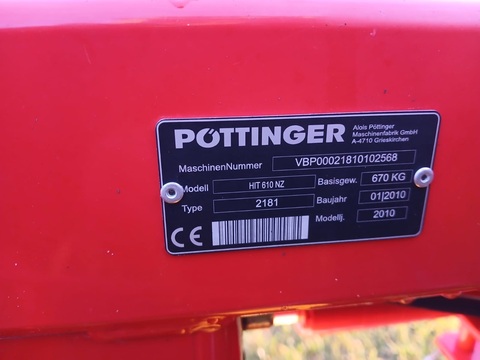 PÖTTINGER
Alois Pöttinger
Maschinenfabrik GmbH
A-4710 Grieskirchen
MaschinenNummer VBP00021810102568
Modell HIT 610 NZ Basisgew. 670 KG
Type 2181 Baujahr 01|2010
Modellj. 2010
CE